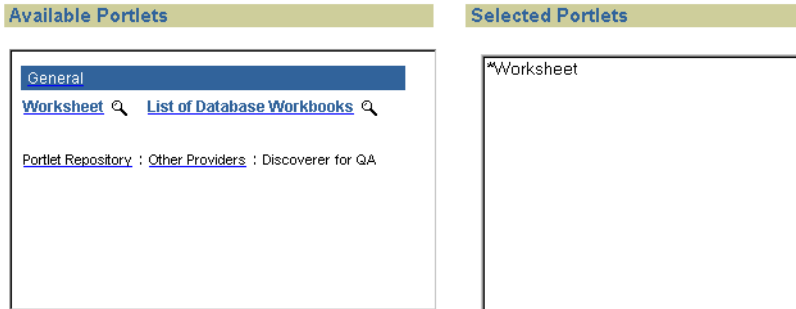 Available Portlets
Selected Portlets
General
Worksheet List of Database Workbooks
Portlet Repository : Other Providers : Discoverer for QA
*Worksheet